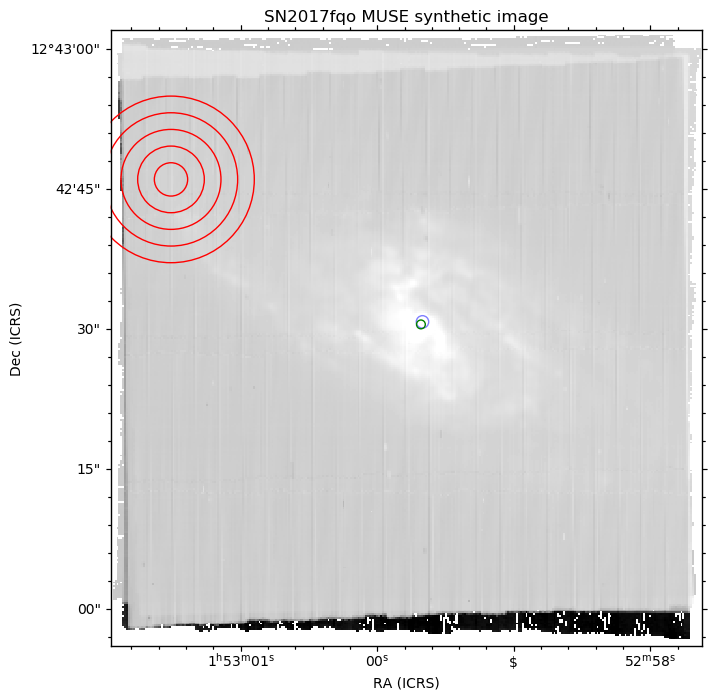 SN2017fqo MUSE synthetic image
12°43'00"
42'45"
30"
15"
00"
Dec (ICRS)
1ʰ53ᵐ01ˢ
00ˢ
$
52ᵐ58ˢ
RA (ICRS)